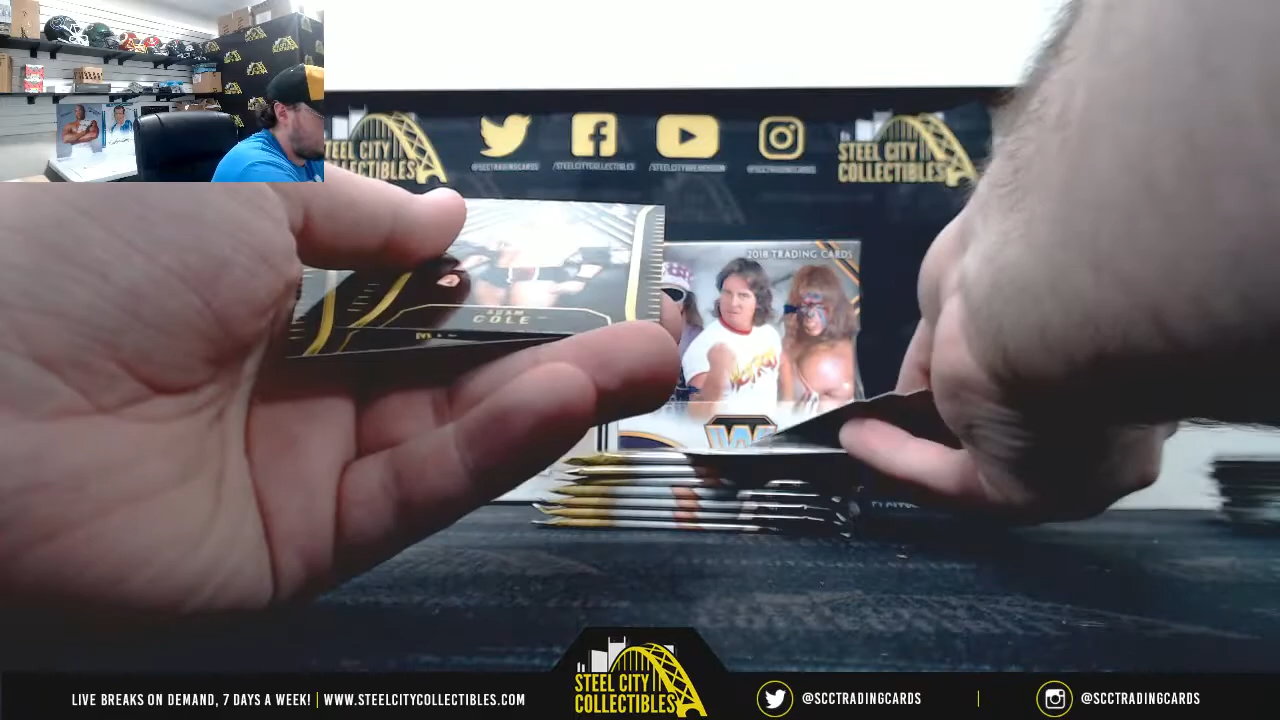 STEEL CITY
COLLECTIBLES
@SCCTRADINGCARDS
/STEELCITYCOLLECTIBLES
@SCCTRADINGCARDS
STEEL CITY
COLLECTIBLES
2018 TRADING CARDS
ADAM
COLE
STEEL CITY
COLLECTIBLES
LIVE BREAKS ON DEMAND, 7 DAYS A WEEK! | WWW.STEELCITYCOLLECTIBLES.COM
@SCCTRADINGCARDS | @SCCTRADINGCARDS